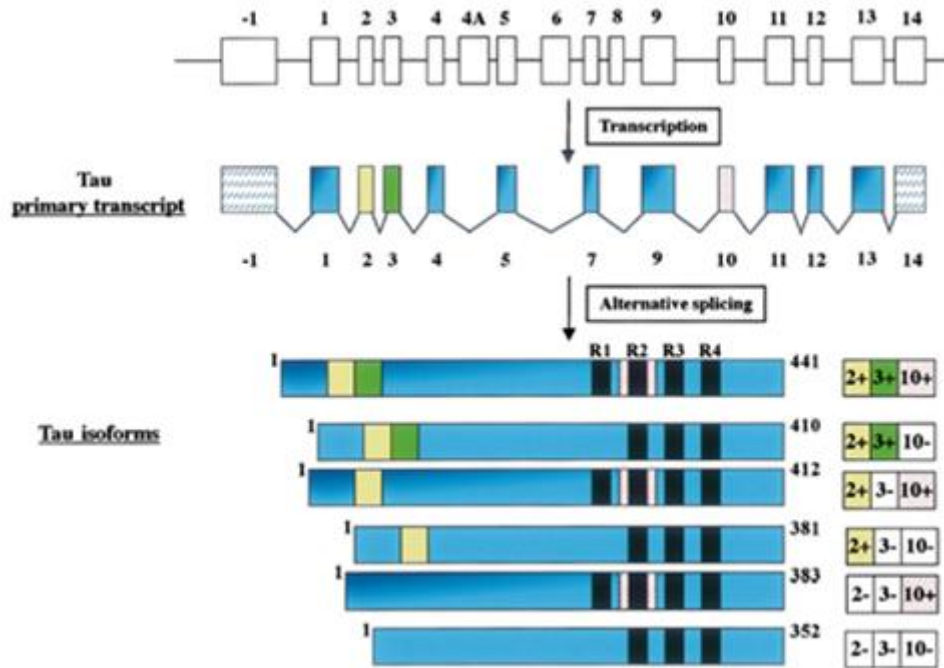 -1 1 2 3 4 4A 5 6 7 8 9 10 11 12 13 14
Transcription
Tau
primary transcript
-1 1 2 3 4 5 7 9 10 11 12 13 14
Alternative splicing
R1 R2 R3 R4
1 441 2+ 3+ 10+
Tau isoforms
1 410 2+ 3+ 10-
1 412 2+ 3- 10+
1 381 2+ 3- 10-
1 383 2- 3- 10+
1 352 2- 3- 10-